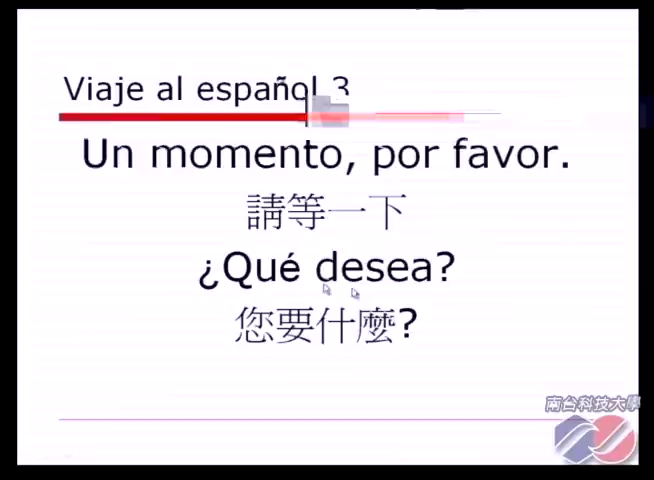 Viaje al español 3
Un momento, por favor.
請等一下
¿Qué desea?
您要什麼?
南台科技大學